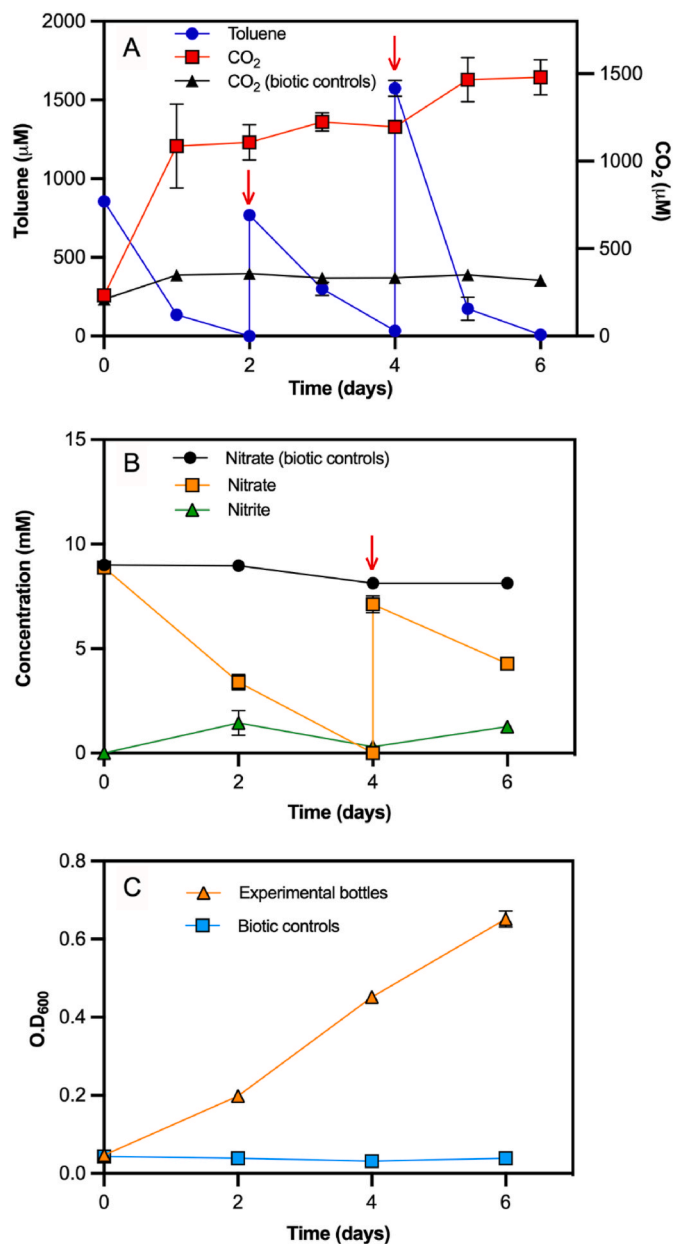 A
Toluene
CO2
CO2 (biotic controls)
2000
1500
1000
500
0
Toluene (µM)
1500
1000
500
0
CO2 (µM)
0 2 4 6
Time (days)
B
Nitrate (biotic controls)
Nitrate
Nitrite
15
10
5
0
Concentration (mM)
0 2 4 6
Time (days)
C
Experimental bottles
Biotic controls
0.8
0.6
0.4
0.2
0.0
O.D600
0 2 4 6
Time (days)